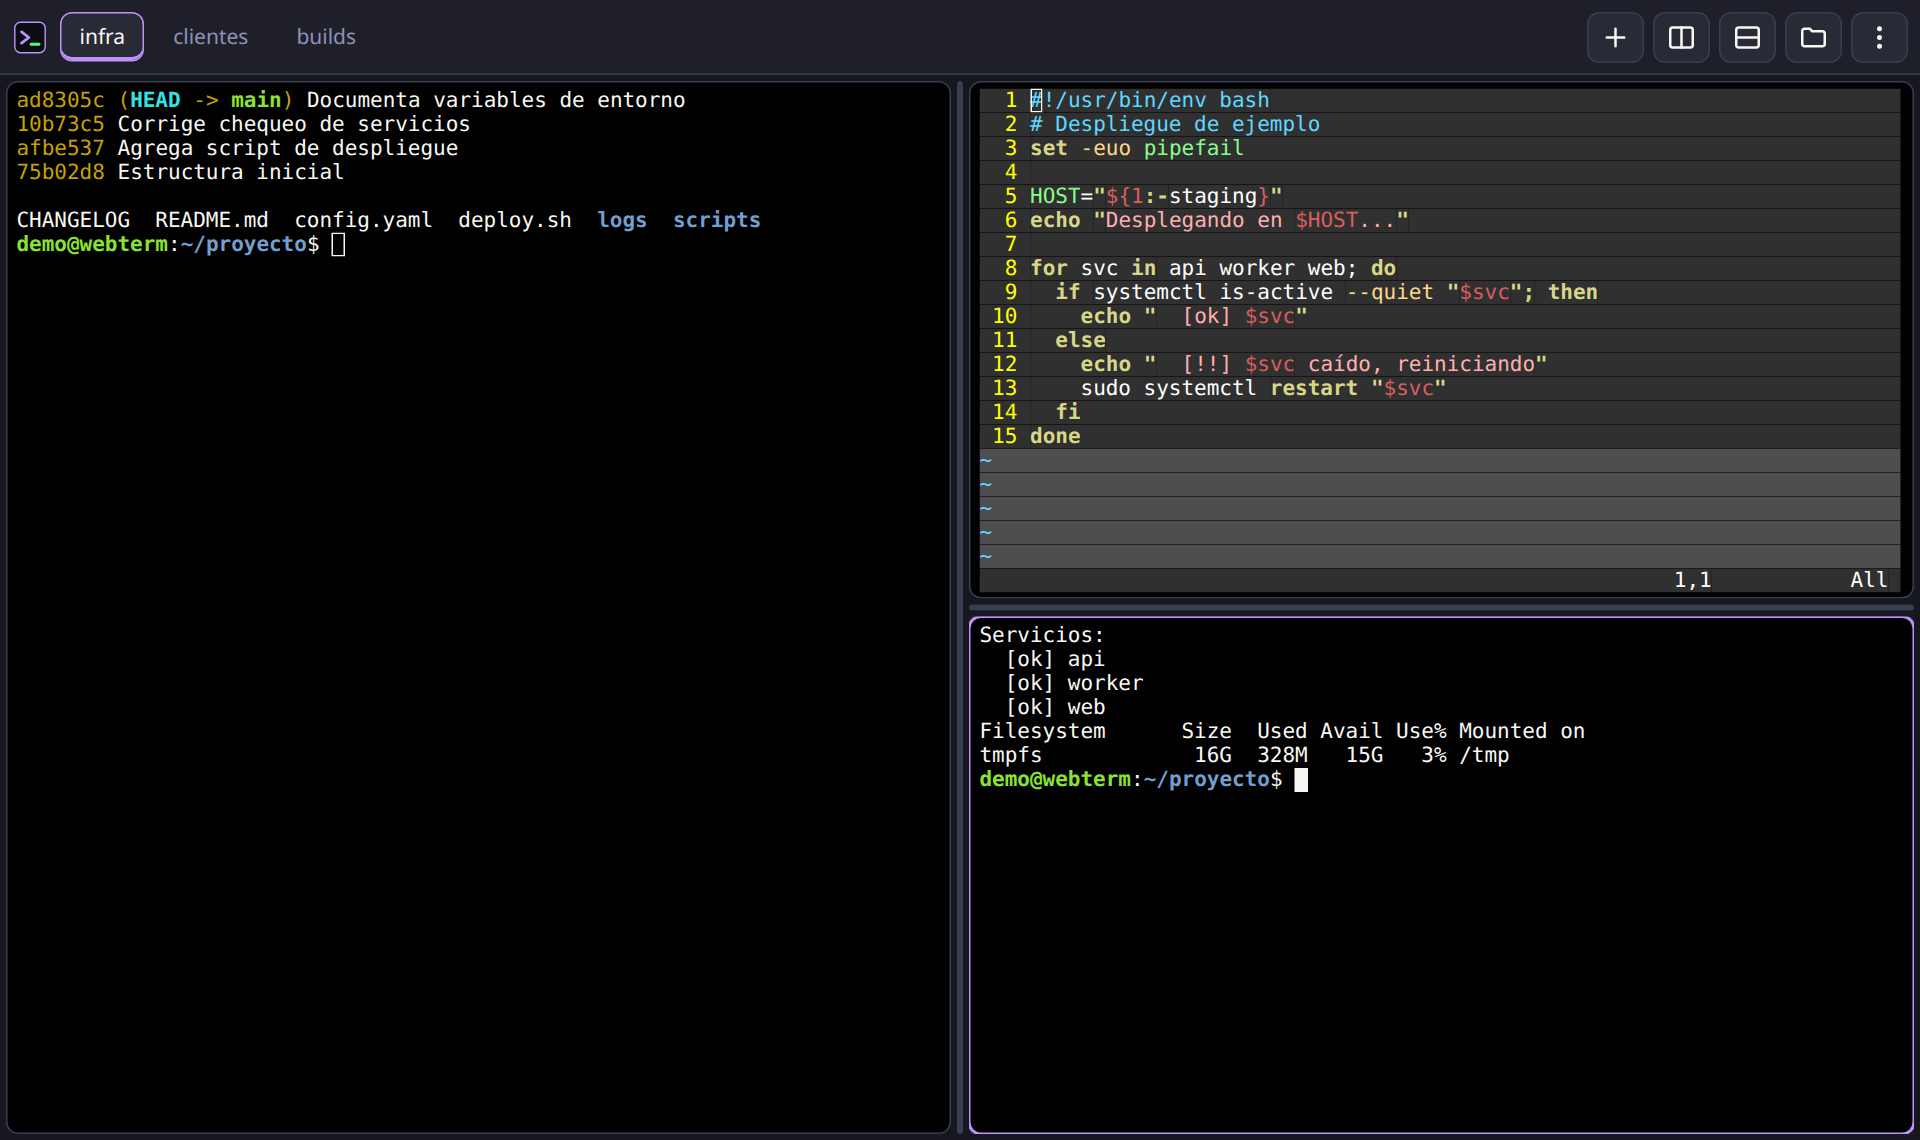 infra clientes builds
ad8305c (HEAD -> main) Documenta variables de entorno
10b73c5 Corrige chequeo de servicios
afbe537 Agrega script de despliegue
75b02d8 Estructura inicial
CHANGELOG  README.md  config.yaml  deploy.sh  logs  scripts
demo@webterm:~/proyecto$
1 #!/usr/bin/env bash
2 # Despliegue de ejemplo
3 set -euo pipefail
4
5 HOST="${1:-staging}"
6 echo "Desplegando en $HOST..."
7
8 for svc in api worker web; do
9   if systemctl is-active --quiet "$svc"; then
10     echo "  [ok] $svc"
11   else
12     echo "  [!!] $svc caído, reiniciando"
13     sudo systemctl restart "$svc"
14   fi
15 done
~
~
~
~
~
1,1 All
Servicios:
  [ok] api
  [ok] worker
  [ok] web
Filesystem      Size  Used Avail Use% Mounted on
tmpfs            16G  328M   15G   3% /tmp
demo@webterm:~/proyecto$